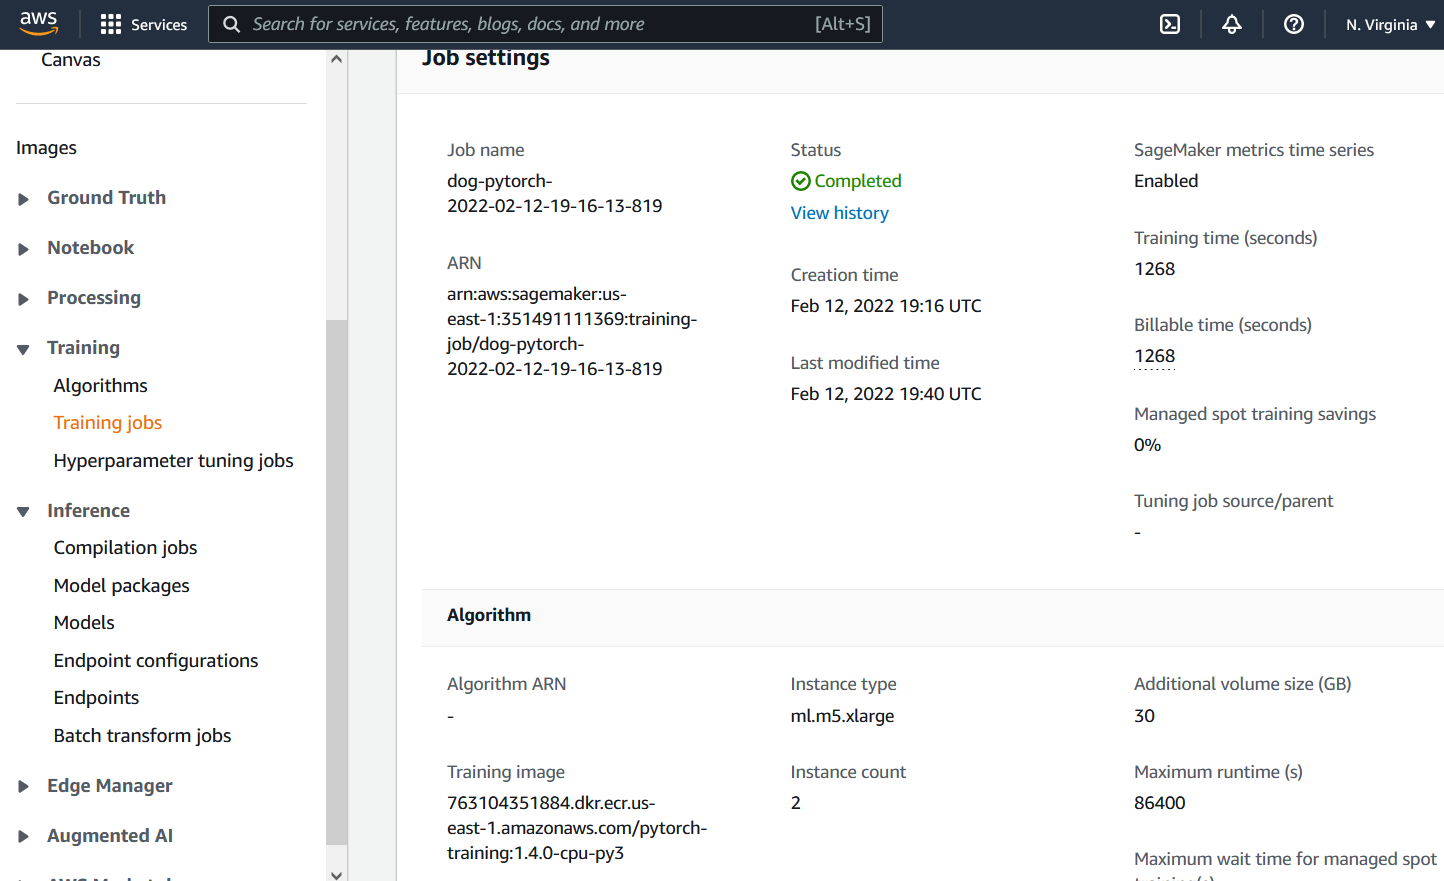 aws
Services
Search for services, features, blogs, docs, and more
[Alt+S]
N. Virginia
Canvas
Images
Ground Truth
Notebook
Processing
Training
Algorithms
Training jobs
Hyperparameter tuning jobs
Inference
Compilation jobs
Model packages
Models
Endpoint configurations
Endpoints
Batch transform jobs
Edge Manager
Augmented AI
Job settings
Job name
dog-pytorch-
2022-02-12-19-16-13-819
ARN
arn:aws:sagemaker:us-
east-1:351491111369:training-
job/dog-pytorch-
2022-02-12-19-16-13-819
Status
Completed
View history
Creation time
Feb 12, 2022 19:16 UTC
Last modified time
Feb 12, 2022 19:40 UTC
SageMaker metrics time series
Enabled
Training time (seconds)
1268
Billable time (seconds)
1268
Managed spot training savings
0%
Tuning job source/parent
-
Algorithm
Algorithm ARN
-
Training image
763104351884.dkr.ecr.us-
east-1.amazonaws.com/pytorch-
training:1.4.0-cpu-py3
Instance type
ml.m5.xlarge
Instance count
2
Additional volume size (GB)
30
Maximum runtime (s)
86400
Maximum wait time for managed spot